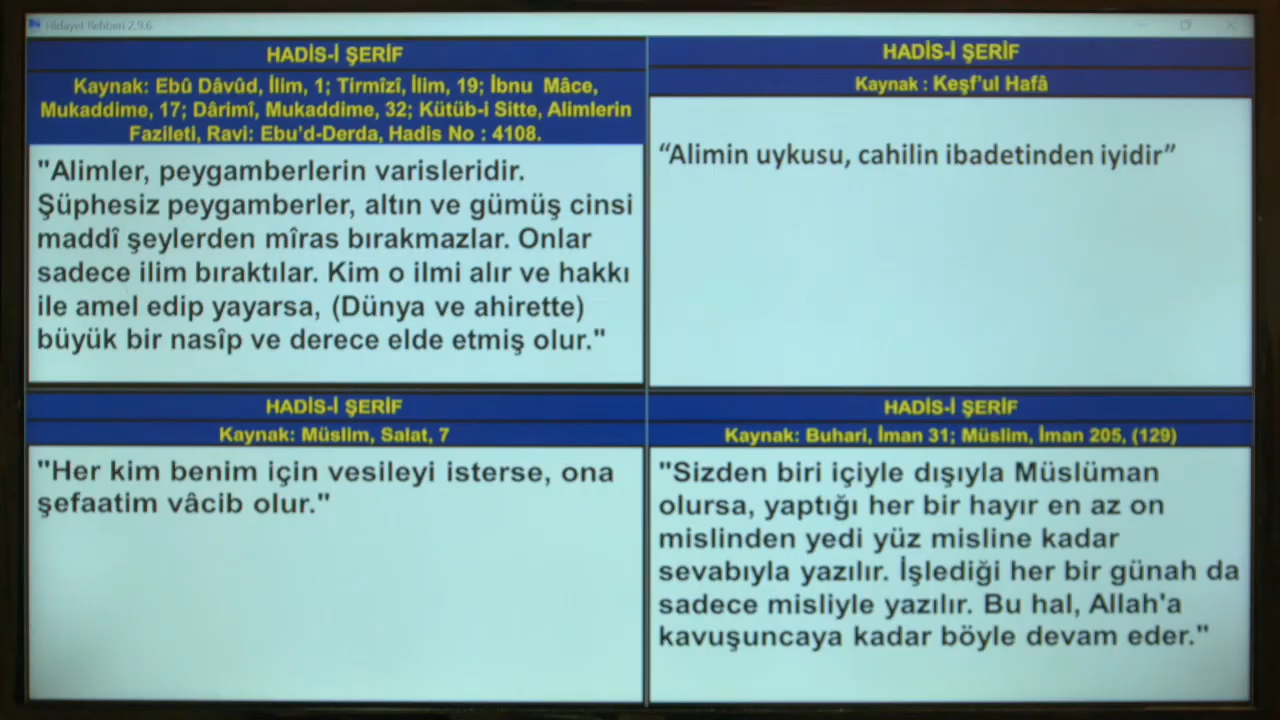 Hidayet Rehberi 2.9.6
HADİS-İ ŞERİF
Kaynak: Ebû Dâvûd, İlim, 1; Tirmîzî, İlim, 19; İbnu Mâce,
Mukaddime, 17; Dârimî, Mukaddime, 32; Kütüb-i Sitte, Alimlerin
Fazileti, Ravi: Ebu'd-Derda, Hadis No : 4108.
"Alimler, peygamberlerin varisleridir.
Şüphesiz peygamberler, altın ve gümüş cinsi
maddî şeylerden mîras bırakmazlar. Onlar
sadece ilim bıraktılar. Kim o ilmi alır ve hakkı
ile amel edip yayarsa, (Dünya ve ahirette)
büyük bir nasîp ve derece elde etmiş olur."
HADİS-İ ŞERİF
Kaynak : Keşf'ul Hafâ
“Alimin uykusu, cahilin ibadetinden iyidir”
HADİS-İ ŞERİF
Kaynak: Müslim, Salat, 7
"Her kim benim için vesileyi isterse, ona
şefaatim vâcib olur."
HADİS-İ ŞERİF
Kaynak: Buhari, İman 31; Müslim, İman 205, (129)
"Sizden biri içiyle dışıyla Müslüman
olursa, yaptığı her bir hayır en az on
mislinden yedi yüz misline kadar
sevabıyla yazılır. İşlediği her bir günah da
sadece misliyle yazılır. Bu hal, Allah'a
kavuşuncaya kadar böyle devam eder."